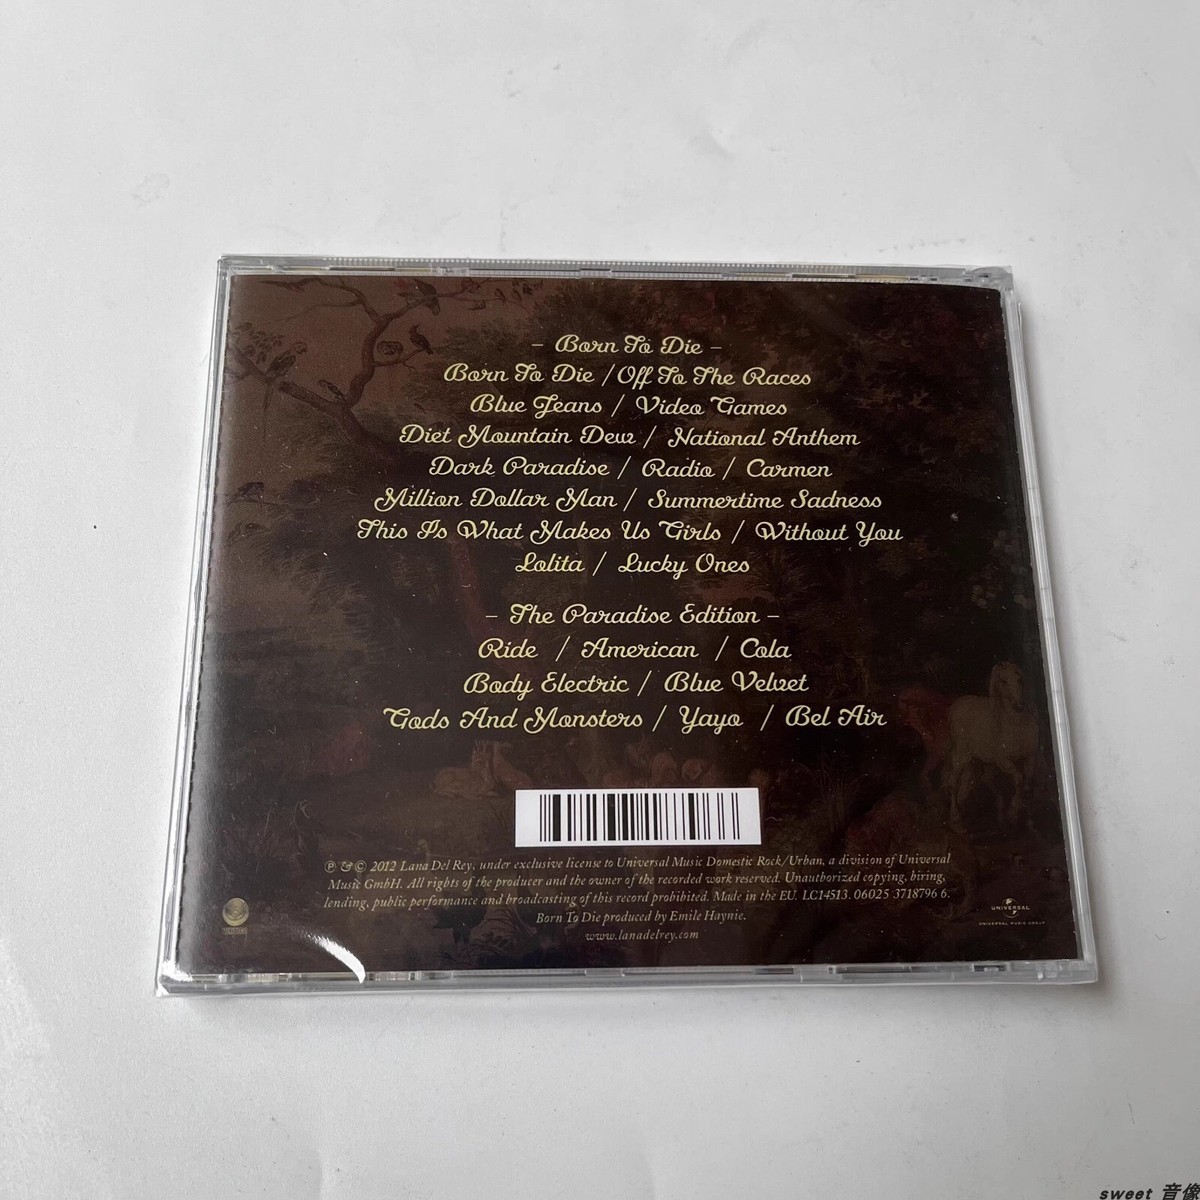 – Born To Die –
Born To Die / Off To The Races
Blue Jeans / Video Games
Diet Mountain Dew / National Anthem
Dark Paradise / Radio / Carmen
Million Dollar Man / Summertime Sadness
This Is What Makes Us Girls / Without You
Lolita / Lucky Ones
– The Paradise Edition –
Ride / American / Cola
Body Electric / Blue Velvet
Gods And Monsters / Yayo / Bel Air
℗ & © 2012 Lana Del Rey, under exclusive license to Universal Music Domestic Rock/Urban, a division of Universal
Music GmbH. All rights of the producer and the owner of the recorded work reserved. Unauthorized copying, hiring,
lending, public performance and broadcasting of this record prohibited. Made in the EU. LC14513. 06025 3718796 6.
Born To Die produced by Emile Haynie.
www.lanadelrey.com
UNIVERSAL
UNIVERSAL MUSIC GROUP
sweet 音像